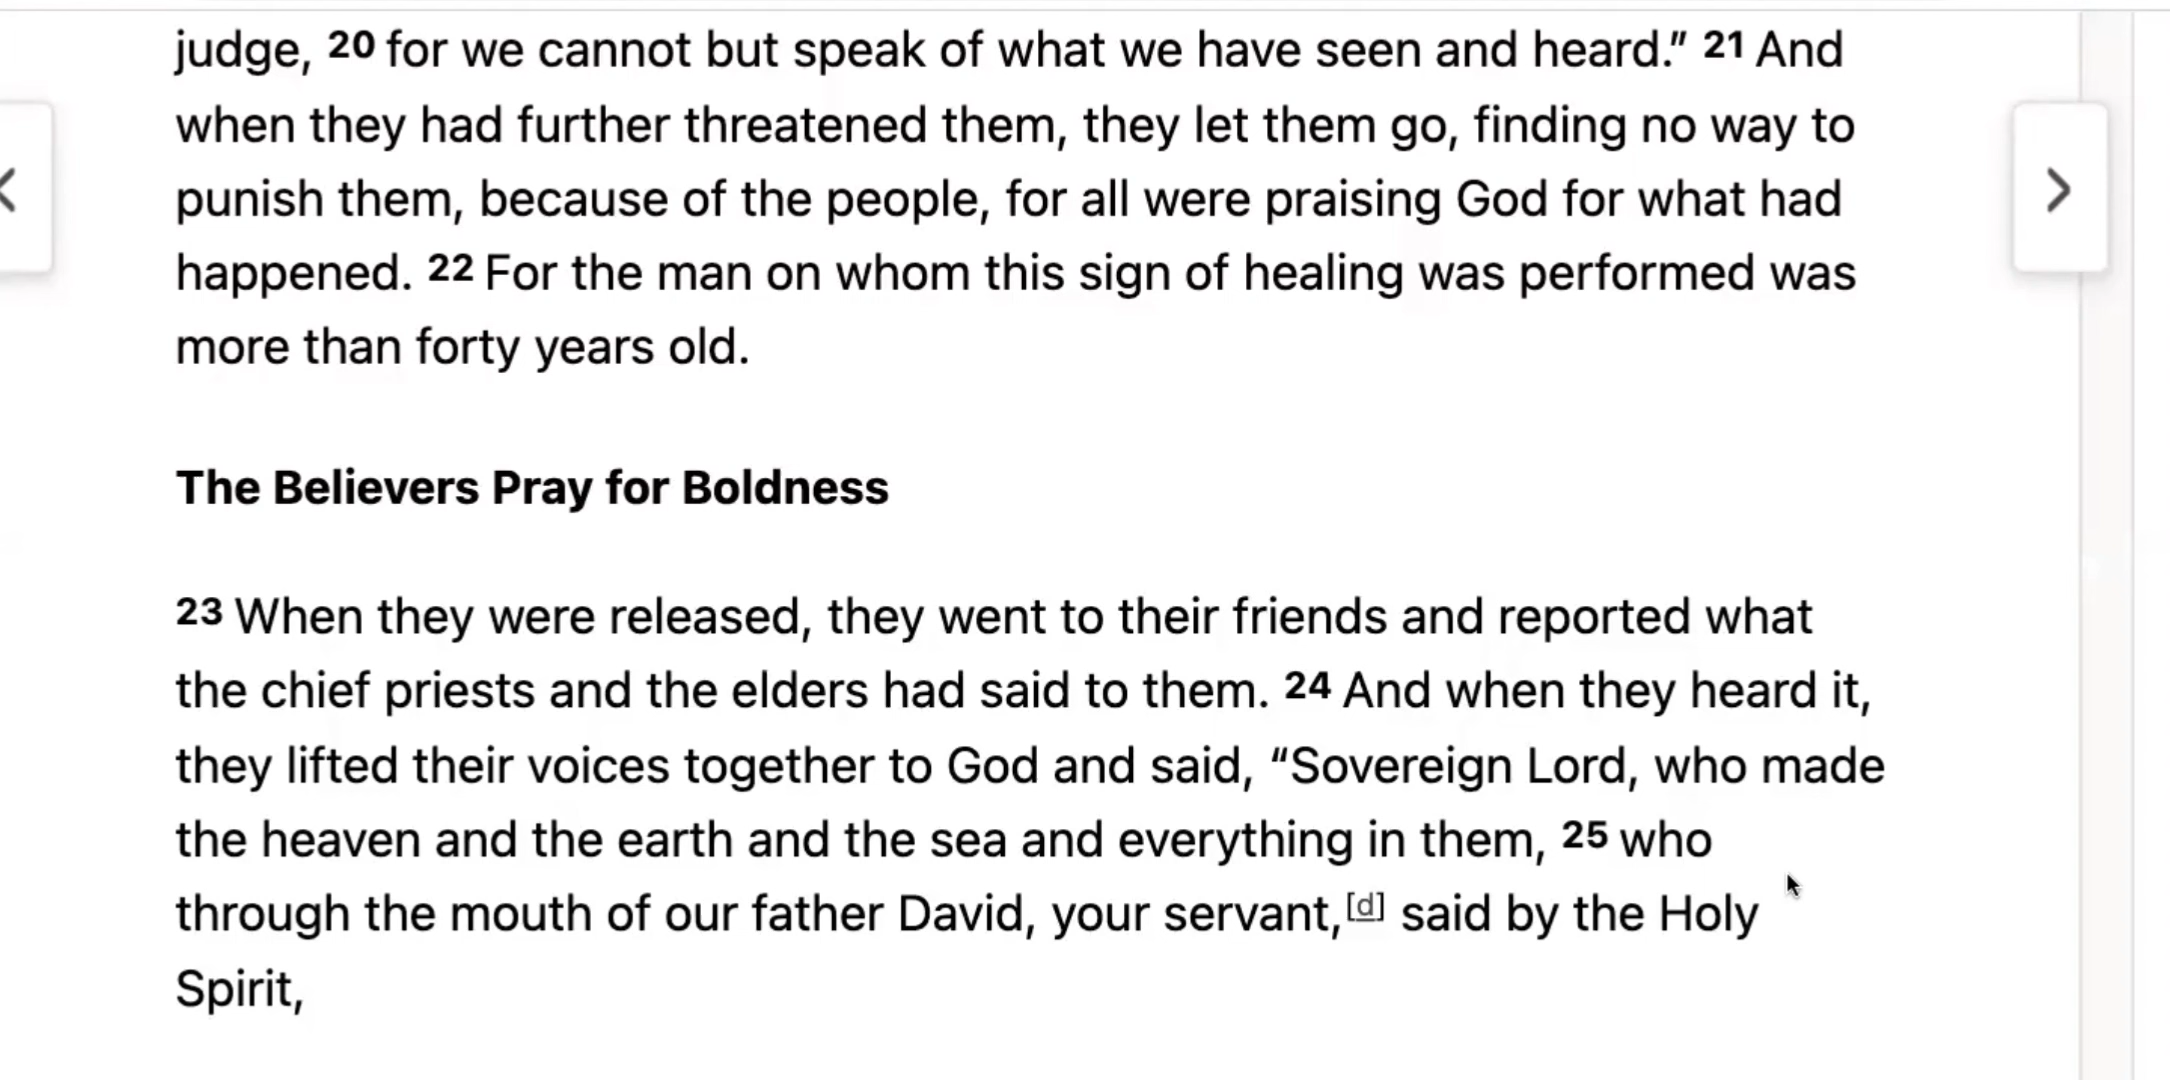 judge, 20 for we cannot but speak of what we have seen and heard.” 21 And
when they had further threatened them, they let them go, finding no way to
punish them, because of the people, for all were praising God for what had
happened. 22 For the man on whom this sign of healing was performed was
more than forty years old.
The Believers Pray for Boldness
23 When they were released, they went to their friends and reported what
the chief priests and the elders had said to them. 24 And when they heard it,
they lifted their voices together to God and said, “Sovereign Lord, who made
the heaven and the earth and the sea and everything in them, 25 who
through the mouth of our father David, your servant,[d] said by the Holy
Spirit,